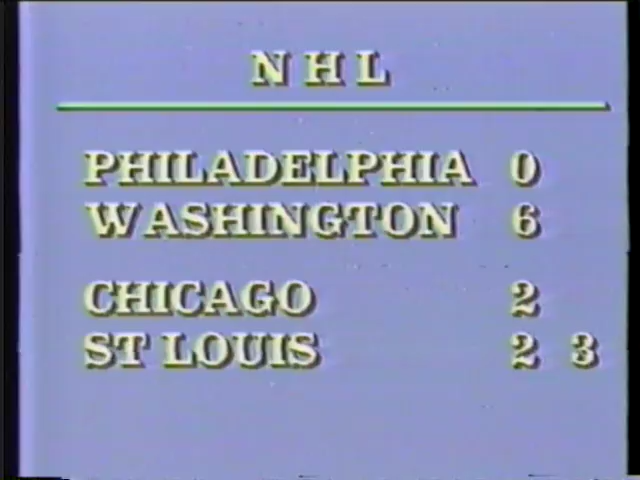 NHL
PHILADELPHIA 0
WASHINGTON 6
CHICAGO 2
ST LOUIS 2 3